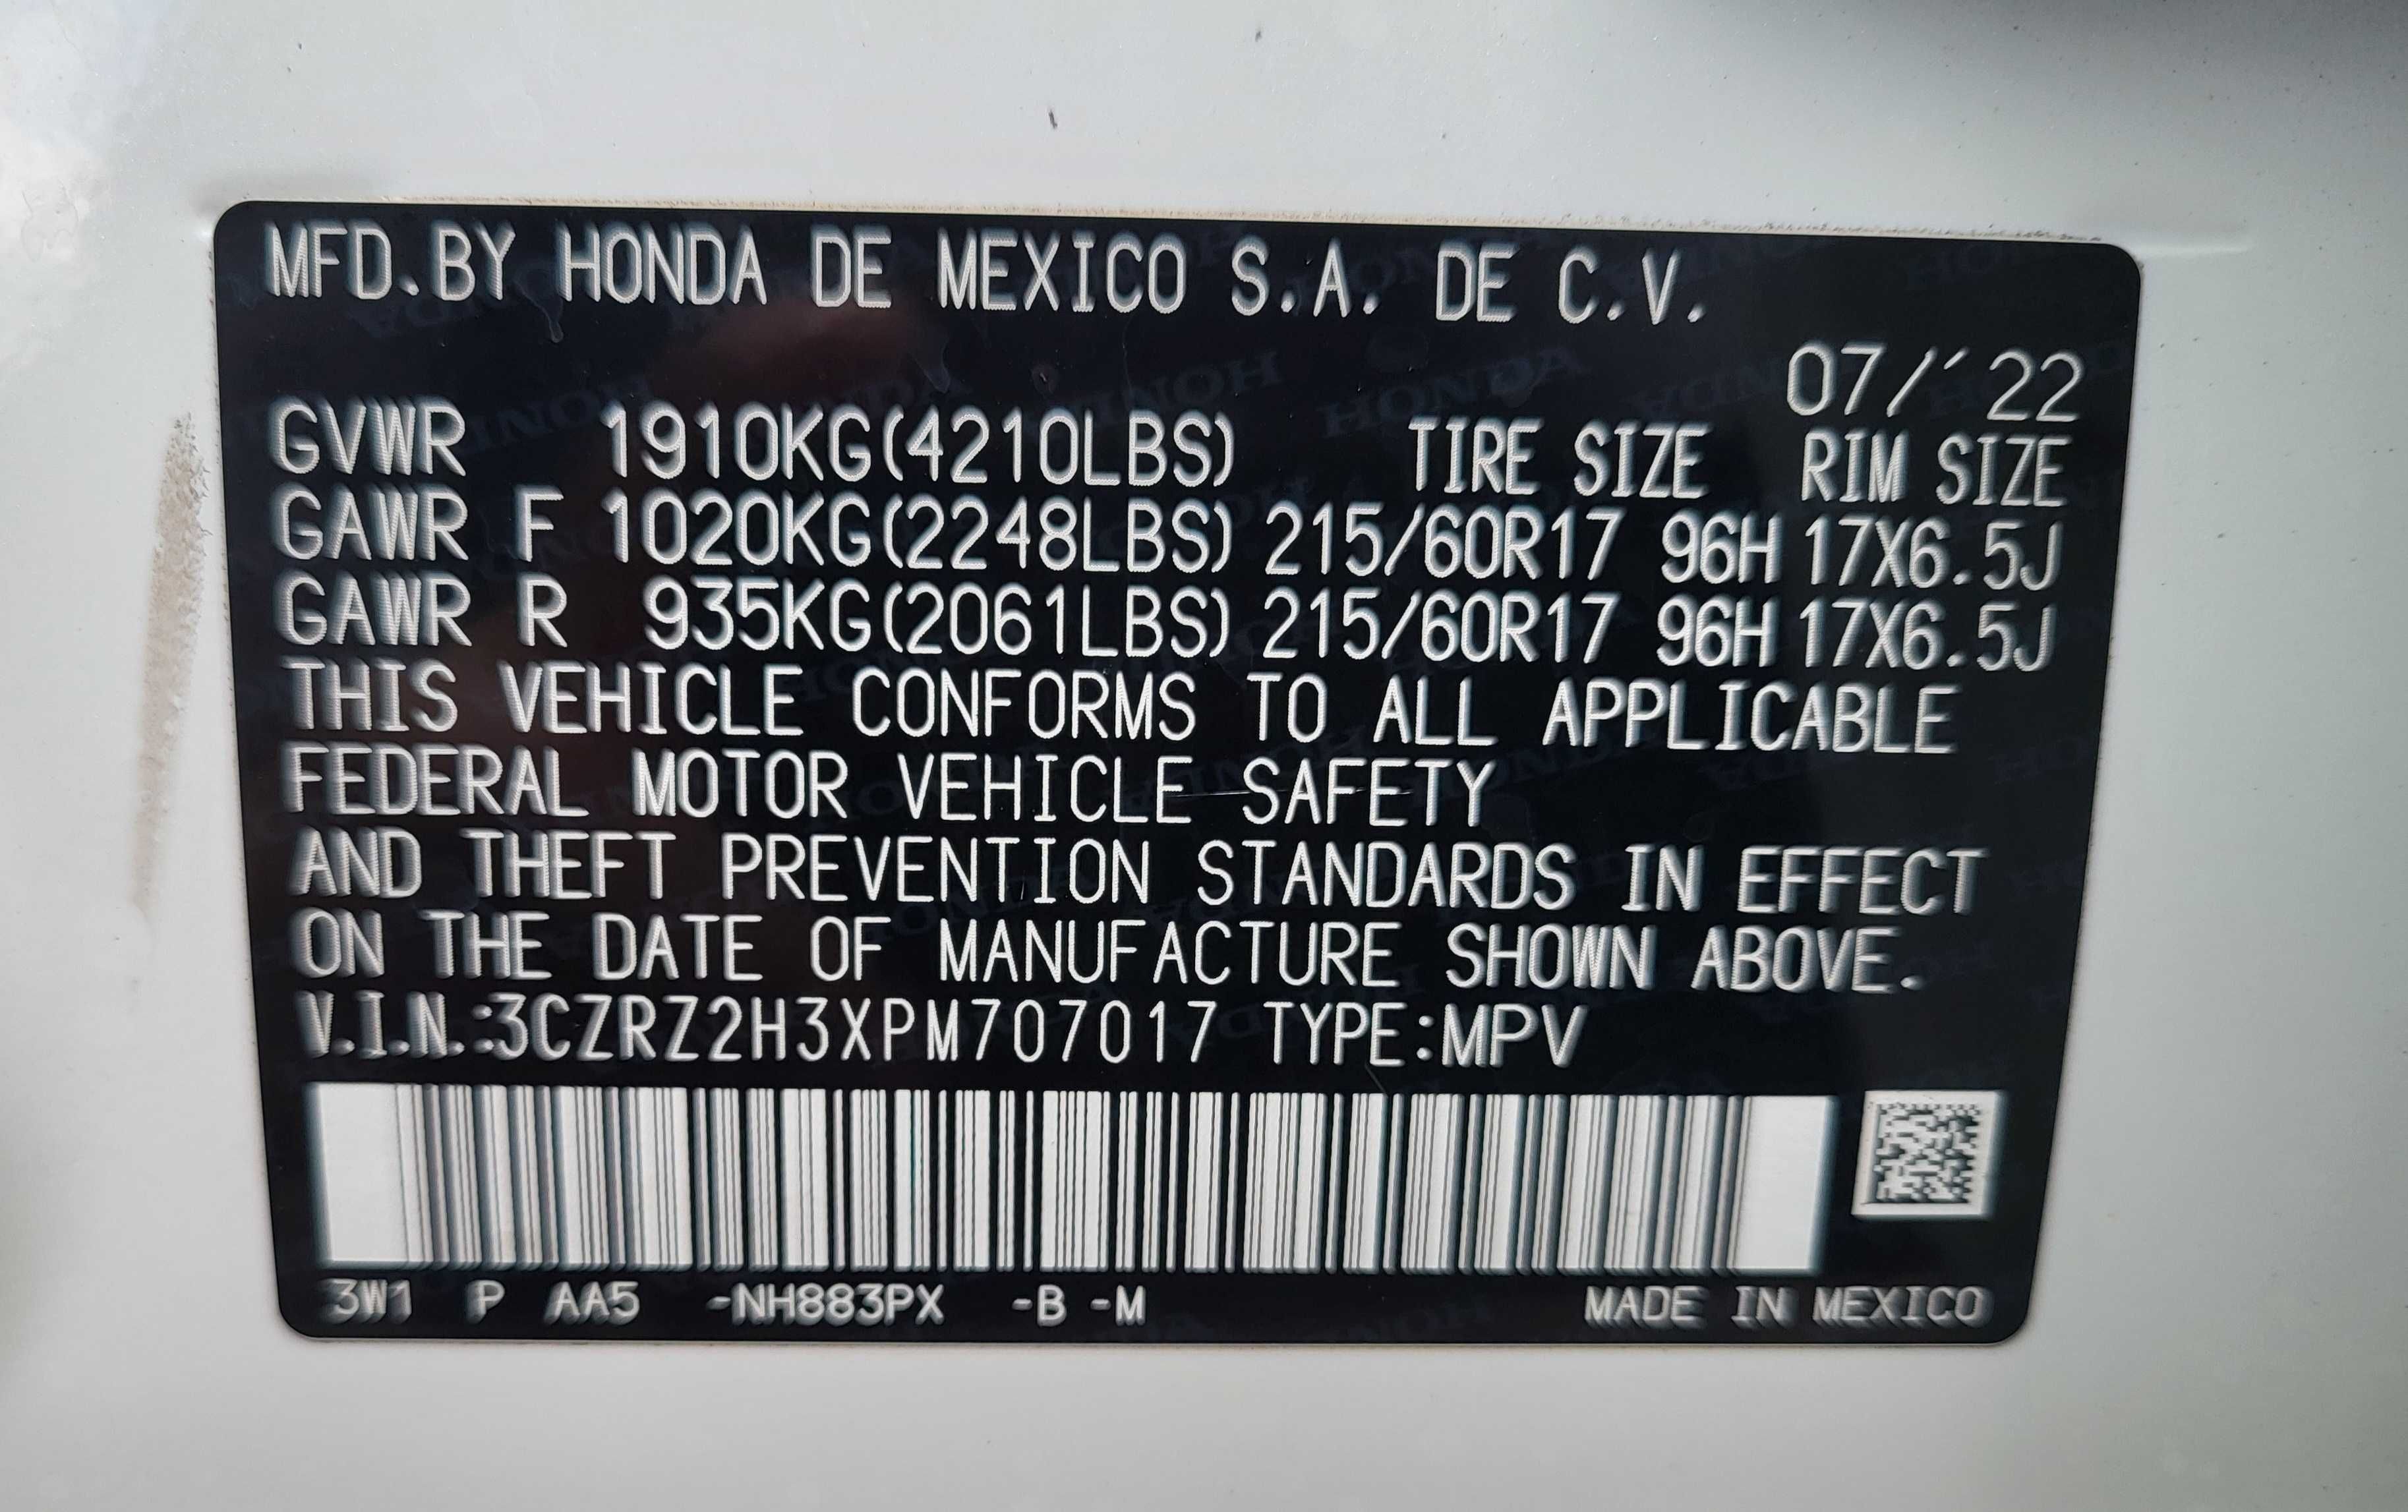 MFD.BY HONDA DE MEXICO S.A. DE C.V.
07/'22
GVWR 1910KG(4210LBS) TIRE SIZE RIM SIZE
GAWR F 1020KG(2248LBS) 215/60R17 96H 17X6.5J
GAWR R 935KG(2061LBS) 215/60R17 96H 17X6.5J
THIS VEHICLE CONFORMS TO ALL APPLICABLE
FEDERAL MOTOR VEHICLE SAFETY
AND THEFT PREVENTION STANDARDS IN EFFECT
ON THE DATE OF MANUFACTURE SHOWN ABOVE.
V.I.N.:3CZRZ2H3XPM707017 TYPE:MPV
3W1 P AA5 -NH883PX -B -M MADE IN MEXICO